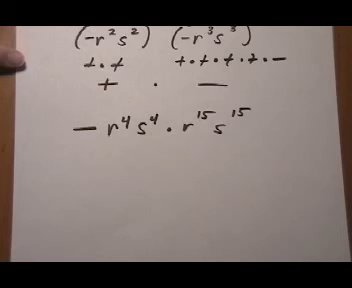 (-r²s²) (-r³s³)
+.+ +.+.+.+.-
+ . —
— r⁴s⁴ . r¹⁵s¹⁵